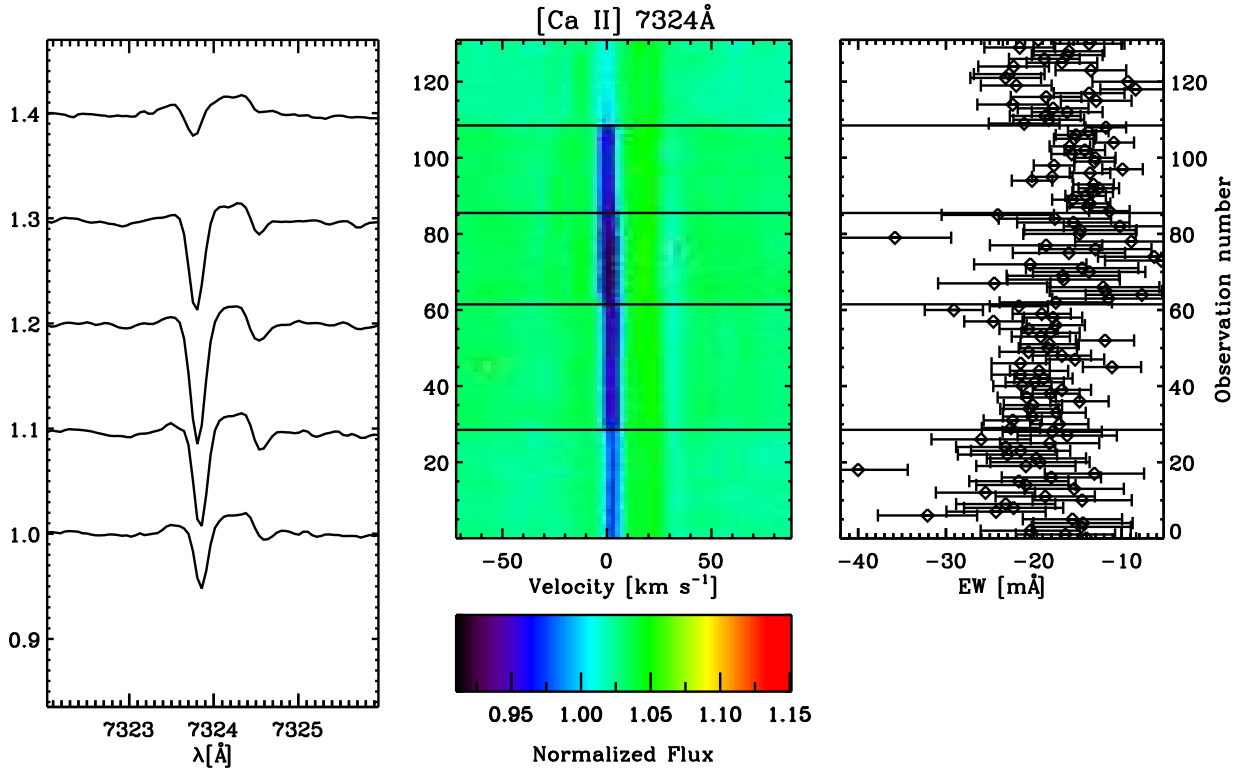 [Ca II] 7324Å
1.4
1.3
1.2
1.1
1.0
0.9
7323 7324 7325
λ[Å]
120
100
80
60
40
20
−50 0 50
Velocity [km s⁻¹]
0.95 1.00 1.05 1.10 1.15
Normalized Flux
120
100
80
60
40
20
0
Observation number
−40 −30 −20 −10
EW [mÅ]